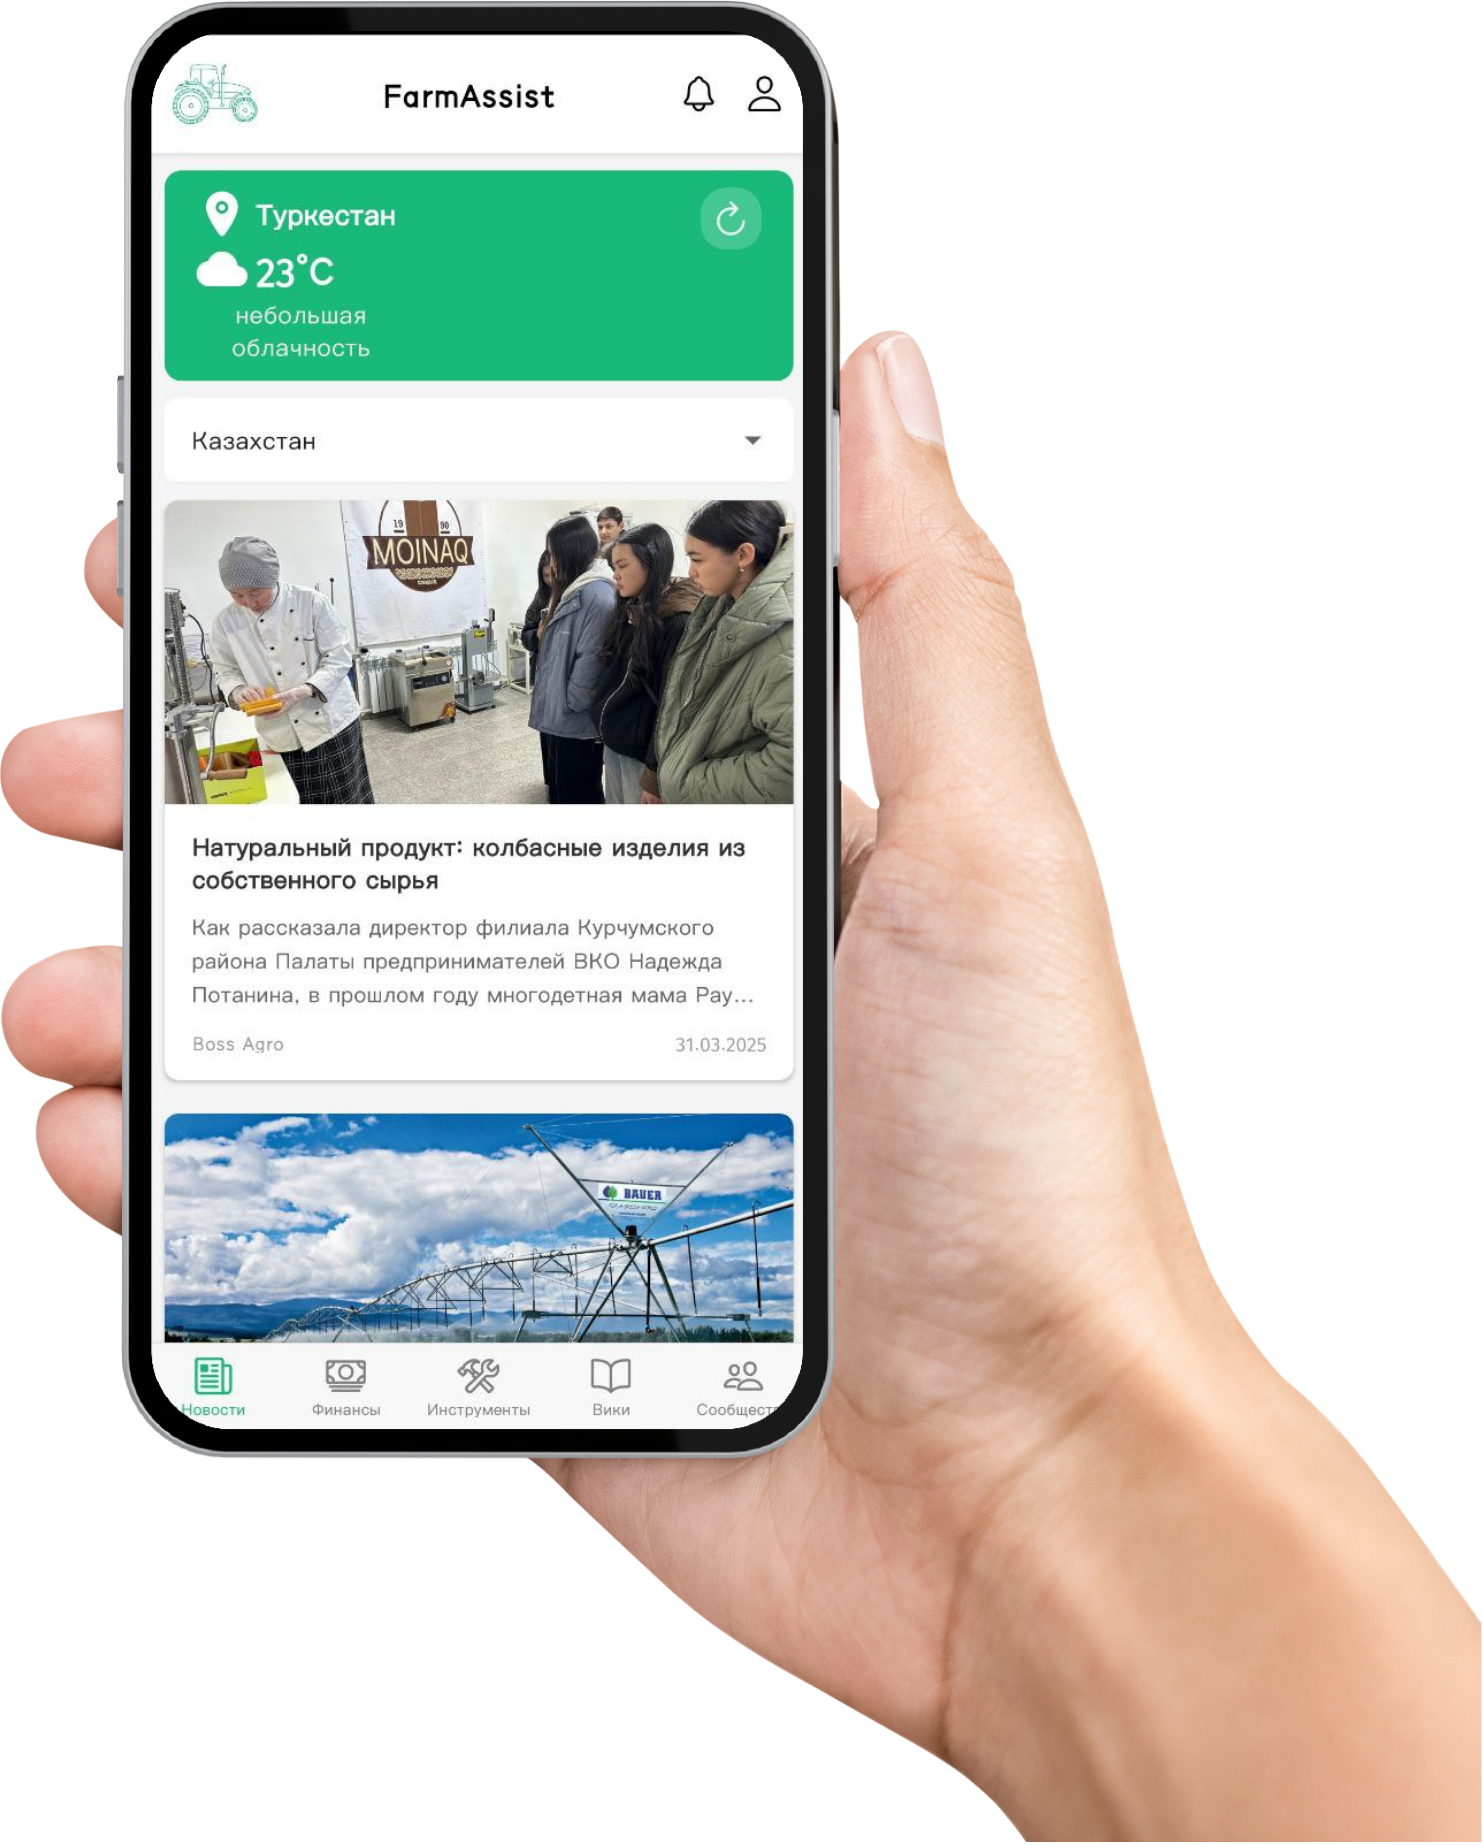 FarmAssist
Туркестан
23°C
небольшая
облачность
Казахстан
19 90
MOINAQ
Натуральный продукт: колбасные изделия из
собственного сырья
Как рассказала директор филиала Курчумского
района Палаты предпринимателей ВКО Надежда
Потанина, в прошлом году многодетная мама Рау...
Boss Agro 31.03.2025
BAUER
Новости Финансы Инструменты Вики Сообщест